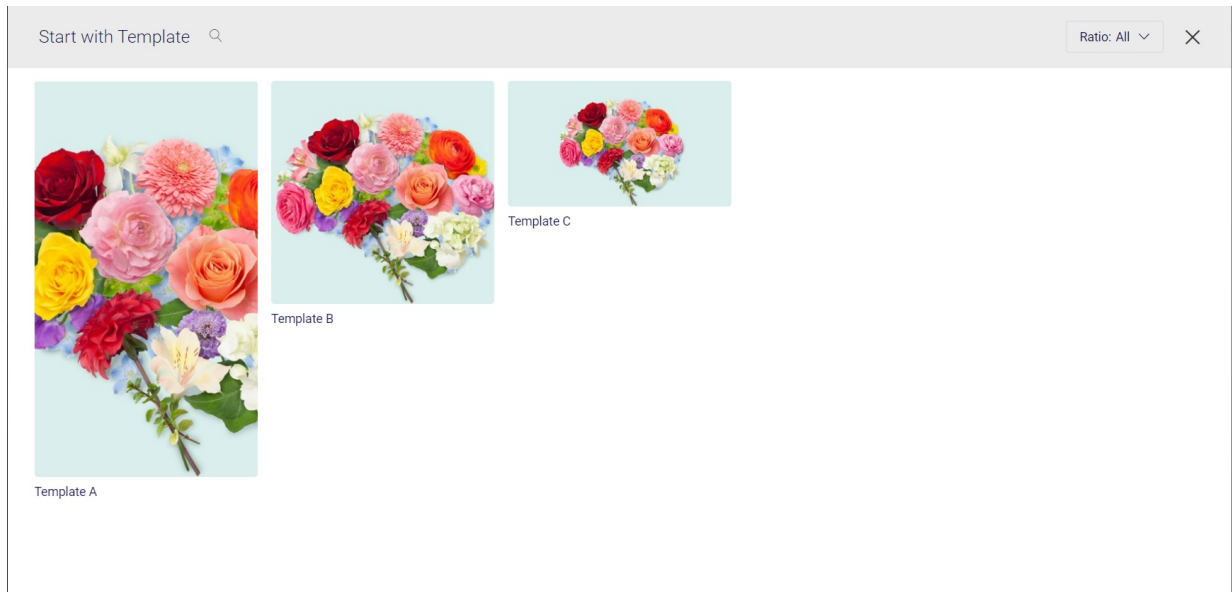 Start with Template
Ratio: All
Template C
Template B
Template A